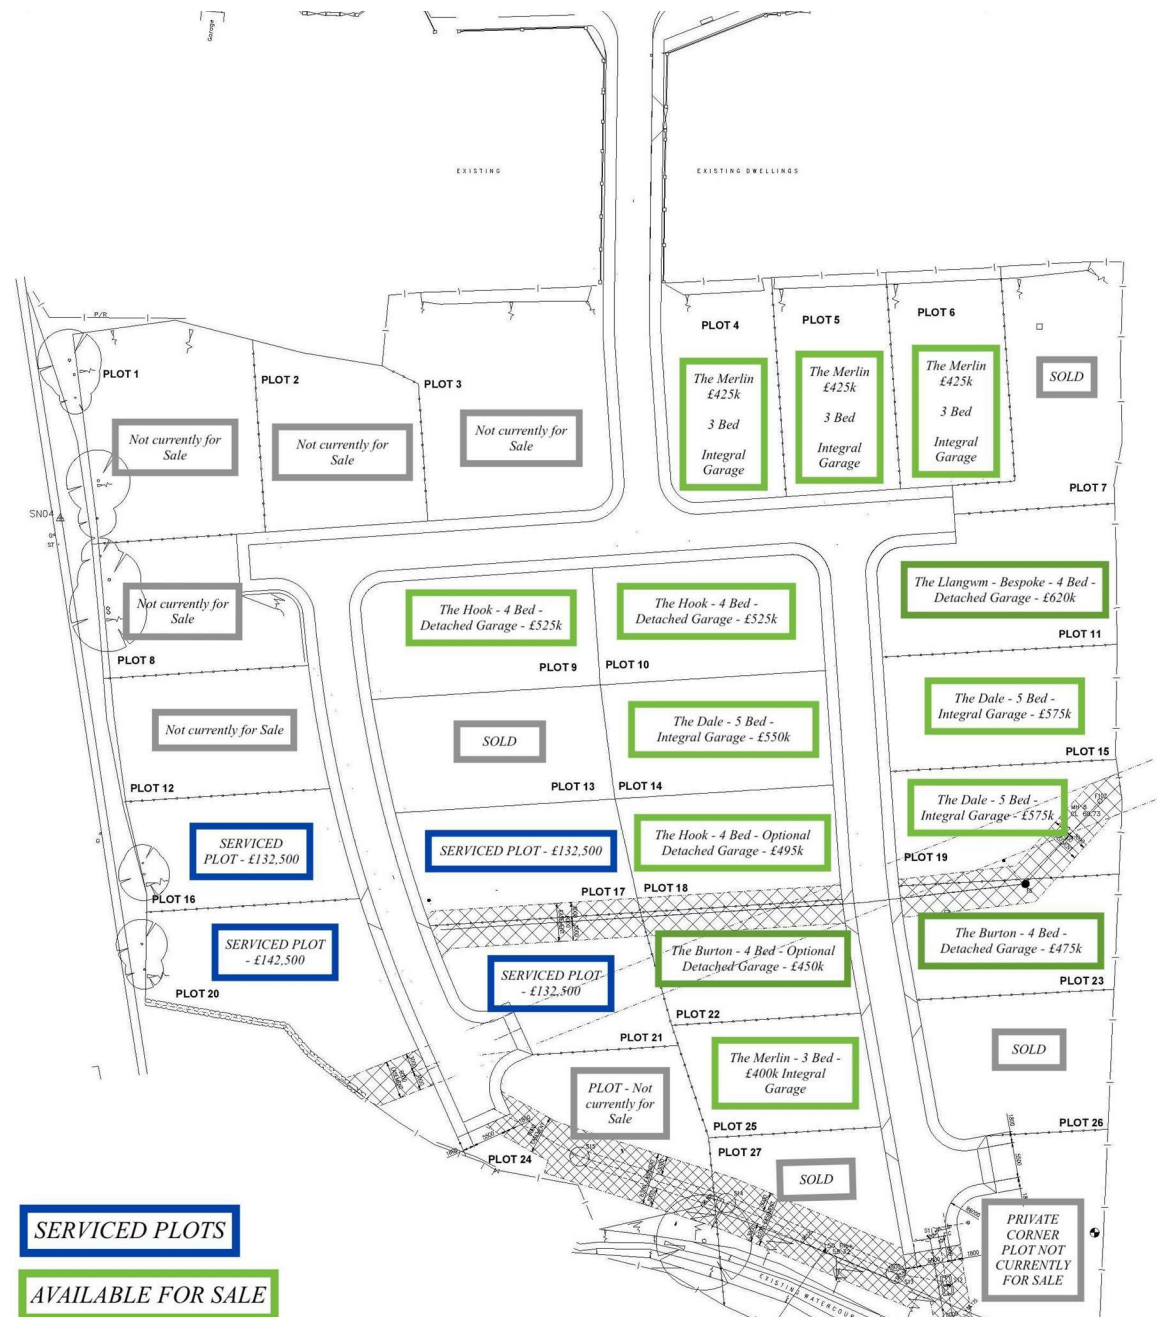 Garage
EXISTING
EXISTING DWELLINGS
P/R
PLOT 1
PLOT 2
PLOT 3
PLOT 4
PLOT 5
PLOT 6
Not currently for
Sale
Not currently for
Sale
Not currently for
Sale
The Merlin
£425k
3 Bed
Integral
Garage
The Merlin
£425k
3 Bed
Integral
Garage
The Merlin
£425k
3 Bed
Integral
Garage
SOLD
PLOT 7
SN04
ST
Not currently for
Sale
PLOT 8
The Hook - 4 Bed -
Detached Garage - £525k
PLOT 9
The Hook - 4 Bed -
Detached Garage - £525k
PLOT 10
The Llangwm - Bespoke - 4 Bed -
Detached Garage - £620k
PLOT 11
Not currently for Sale
PLOT 12
SOLD
PLOT 13
The Dale - 5 Bed -
Integral Garage - £550k
PLOT 14
The Dale - 5 Bed -
Integral Garage - £575k
PLOT 15
SERVICED
PLOT - £132,500
PLOT 16
SERVICED PLOT - £132,500
PLOT 17
The Hook - 4 Bed - Optional
Detached Garage - £495k
PLOT 18
The Dale - 5 Bed -
Integral Garage - £575k
PLOT 19
SERVICED PLOT
- £142,500
PLOT 20
SERVICED PLOT
- £132,500
PLOT 21
The Burton - 4 Bed - Optional
Detached Garage - £450k
PLOT 22
The Burton - 4 Bed -
Detached Garage - £475k
PLOT 23
PLOT - Not
currently for
Sale
PLOT 24
The Merlin - 3 Bed -
£400k Integral
Garage
PLOT 25
SOLD
PLOT 26
PLOT 27
SOLD
PRIVATE
CORNER
PLOT NOT
CURRENTLY
FOR SALE
EXISTING WATERCOUR
SERVICED PLOTS
AVAILABLE FOR SALE